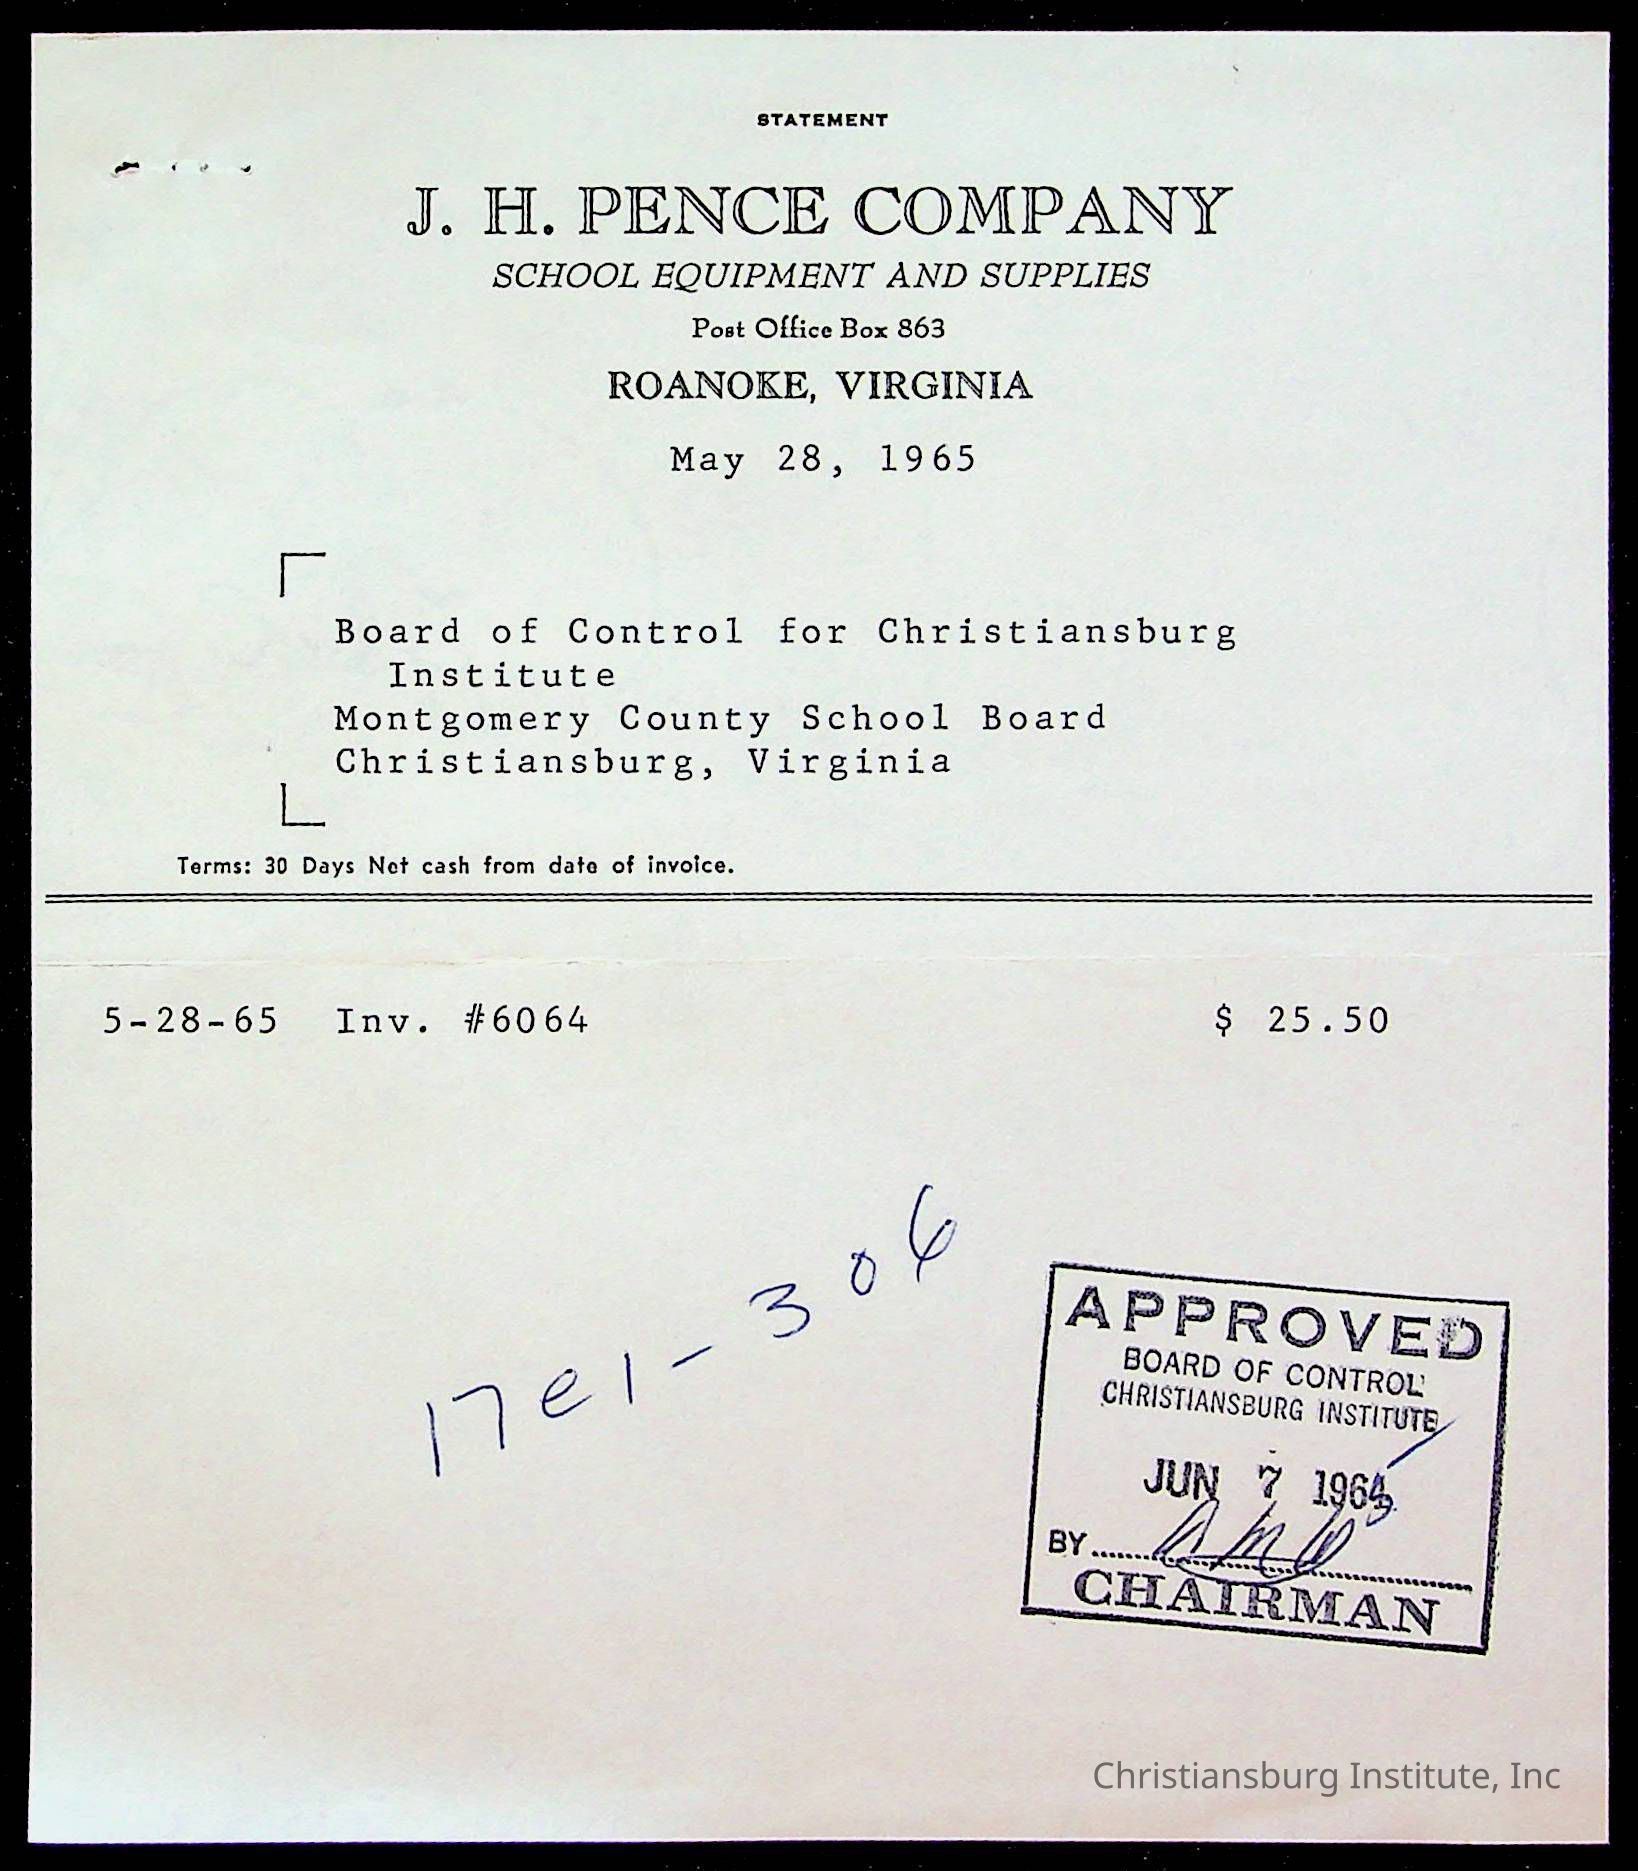 STATEMENT
J. H. PENCE COMPANY
SCHOOL EQUIPMENT AND SUPPLIES
Post Office Box 863
ROANOKE, VIRGINIA
May 28, 1965
Board of Control for Christiansburg
Institute
Montgomery County School Board
Christiansburg, Virginia
Terms: 30 Days Net cash from date of invoice.
5-28-65 Inv. #6064 $ 25.50
17e1-306
APPROVED
BOARD OF CONTROL
CHRISTIANSBURG INSTITUTE
JUN 7 1965
BY
CHAIRMAN
Christiansburg Institute, Inc